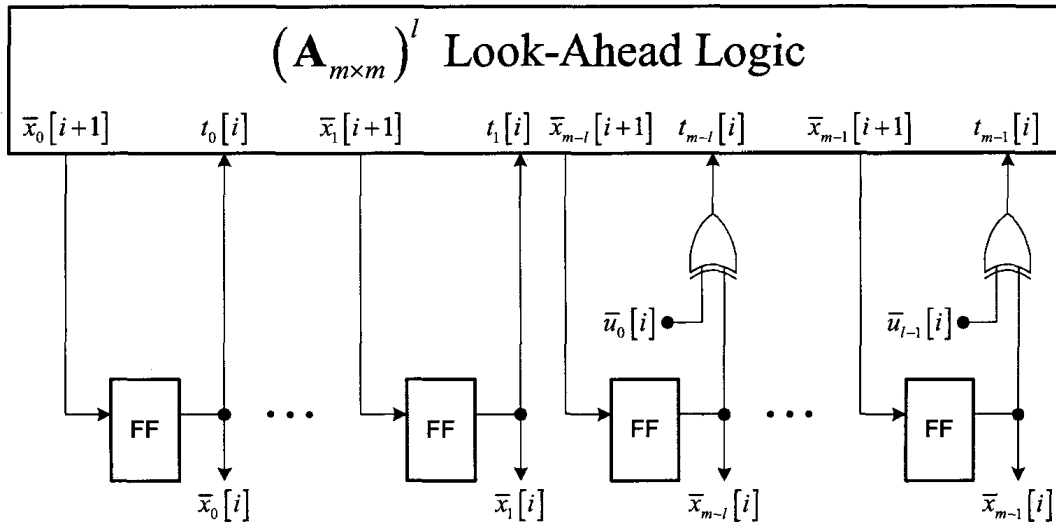 (A_{m×m})^l Look-Ahead Logic
x̄_0[i+1] t_0[i] x̄_1[i+1] t_1[i] x̄_{m-l}[i+1] t_{m-l}[i] x̄_{m-1}[i+1] t_{m-1}[i]
ū_0[i] ū_{l-1}[i]
FF ••• FF FF ••• FF
x̄_0[i] x̄_1[i] x̄_{m-l}[i] x̄_{m-1}[i]